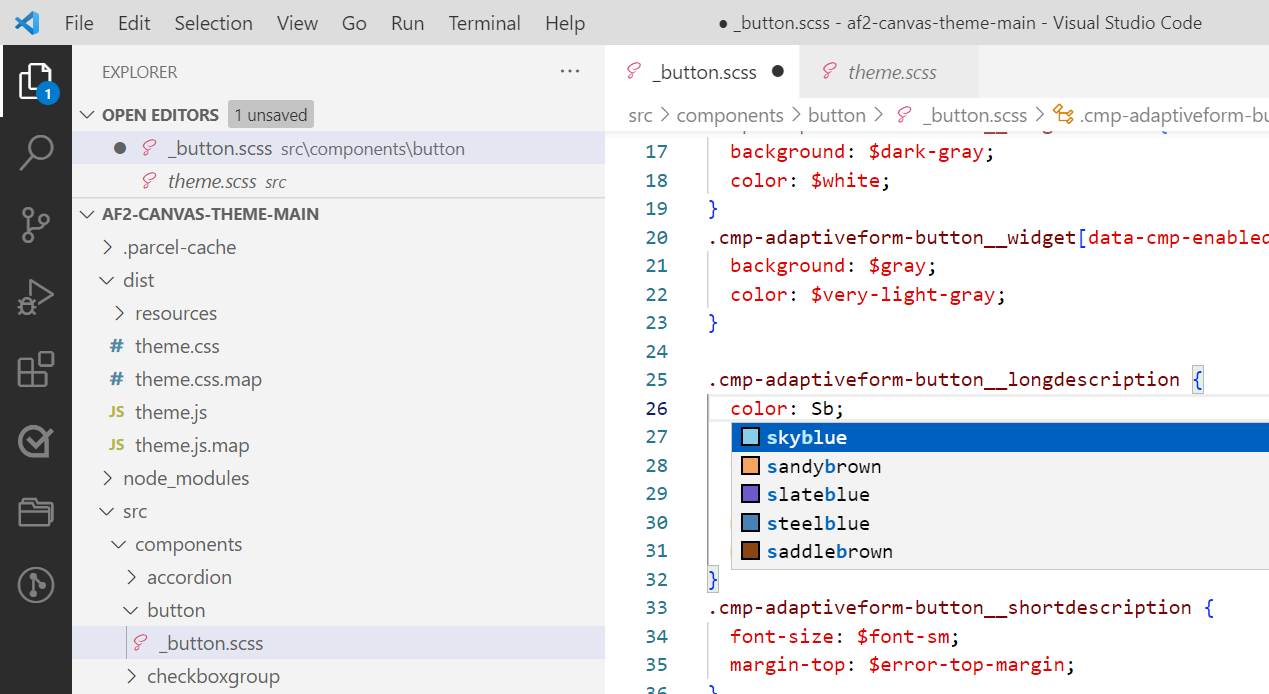 File Edit Selection View Go Run Terminal Help
● _button.scss - af2-canvas-theme-main - Visual Studio Code
1
EXPLORER ···
OPEN EDITORS 1 unsaved
● _button.scss src\components\button
theme.scss src
AF2-CANVAS-THEME-MAIN
.parcel-cache
dist
resources
# theme.css
# theme.css.map
JS theme.js
JS theme.js.map
node_modules
src
components
accordion
button
_button.scss
checkboxgroup
_button.scss ●
theme.scss
src > components > button > _button.scss > .cmp-adaptiveform-bu
17 background: $dark-gray;
18 color: $white;
19 }
20 .cmp-adaptiveform-button__widget[data-cmp-enabled
21 background: $gray;
22 color: $very-light-gray;
23 }
24
25 .cmp-adaptiveform-button__longdescription {
26 color: Sb;
27 skyblue
28 sandybrown
29 slateblue
30 steelblue
31 saddlebrown
32 }
33 .cmp-adaptiveform-button__shortdescription {
34 font-size: $font-sm;
35 margin-top: $error-top-margin;
36 }